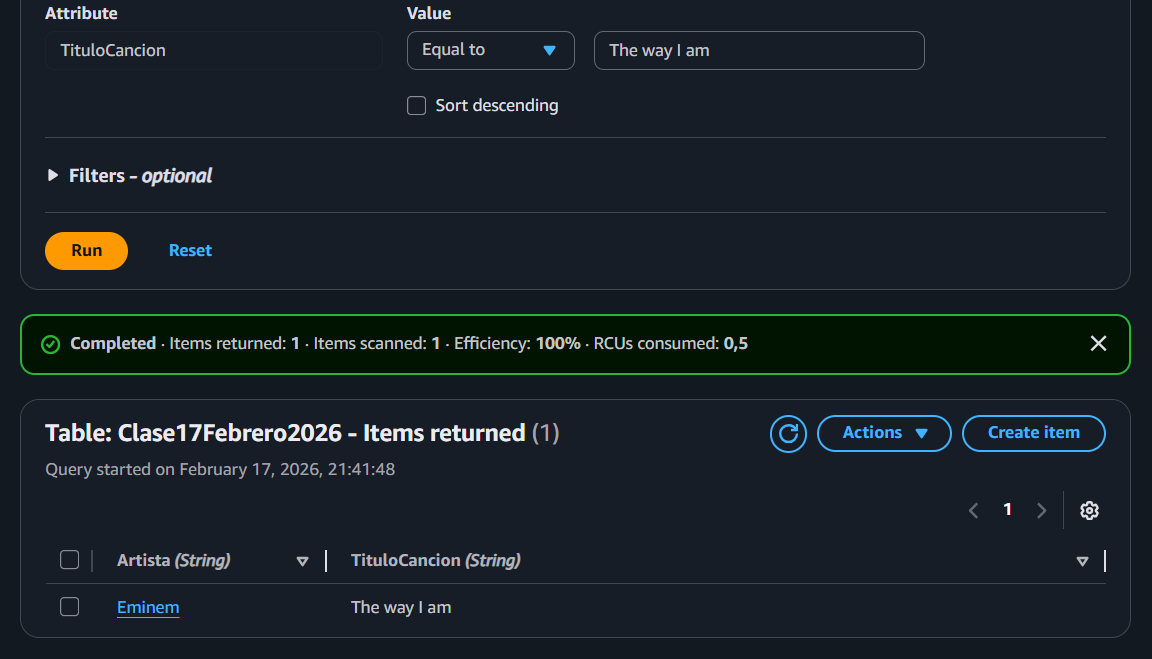 Attribute Value
TituloCancion Equal to The way I am
Sort descending
Filters - optional
Run Reset
Completed · Items returned: 1 · Items scanned: 1 · Efficiency: 100% · RCUs consumed: 0,5
Table: Clase17Febrero2026 - Items returned (1) Actions Create item
Query started on February 17, 2026, 21:41:48
1
Artista (String) TituloCancion (String)
Eminem The way I am